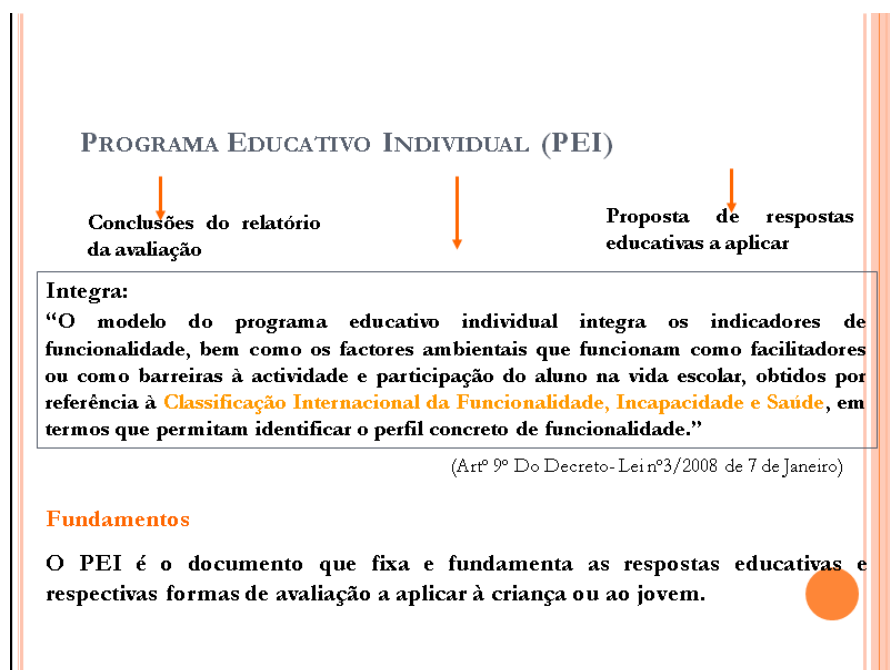 PROGRAMA EDUCATIVO INDIVIDUAL (PEI)
Conclusões do relatório
da avaliação
Proposta de respostas
educativas a aplicar
Integra:
“O modelo do programa educativo individual integra os indicadores de
funcionalidade, bem como os factores ambientais que funcionam como facilitadores
ou como barreiras à actividade e participação do aluno na vida escolar, obtidos por
referência à Classificação Internacional da Funcionalidade, Incapacidade e Saúde, em
termos que permitam identificar o perfil concreto de funcionalidade.”
(Artº 9º Do Decreto- Lei nº3/2008 de 7 de Janeiro)
Fundamentos
O PEI é o documento que fixa e fundamenta as respostas educativas e
respectivas formas de avaliação a aplicar à criança ou ao jovem.